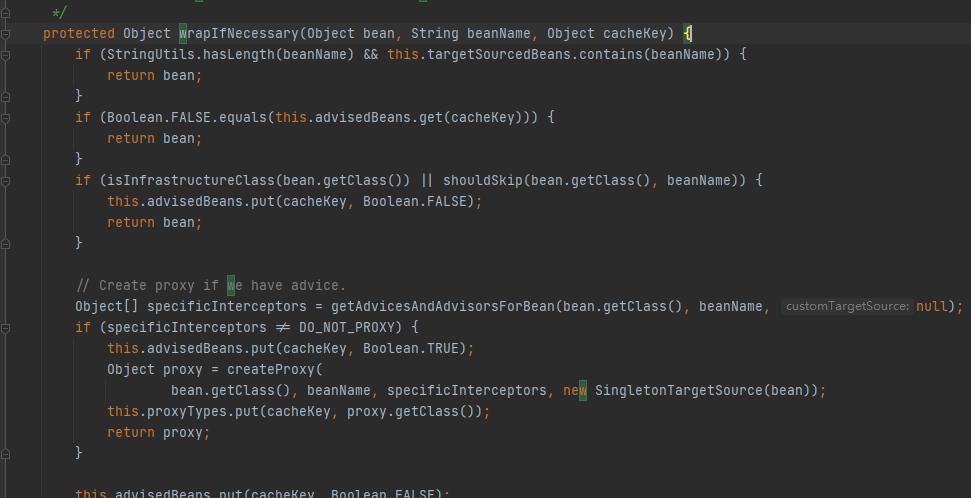 */
protected Object wrapIfNecessary(Object bean, String beanName, Object cacheKey) {
if (StringUtils.hasLength(beanName) && this.targetSourcedBeans.contains(beanName)) {
return bean;
}
if (Boolean.FALSE.equals(this.advisedBeans.get(cacheKey))) {
return bean;
}
if (isInfrastructureClass(bean.getClass()) || shouldSkip(bean.getClass(), beanName)) {
this.advisedBeans.put(cacheKey, Boolean.FALSE);
return bean;
}
// Create proxy if we have advice.
Object[] specificInterceptors = getAdvicesAndAdvisorsForBean(bean.getClass(), beanName, customTargetSource: null);
if (specificInterceptors != DO_NOT_PROXY) {
this.advisedBeans.put(cacheKey, Boolean.TRUE);
Object proxy = createProxy(
bean.getClass(), beanName, specificInterceptors, new SingletonTargetSource(bean));
this.proxyTypes.put(cacheKey, proxy.getClass());
return proxy;
}
this.advisedBeans.put(cacheKey, Boolean.FALSE);